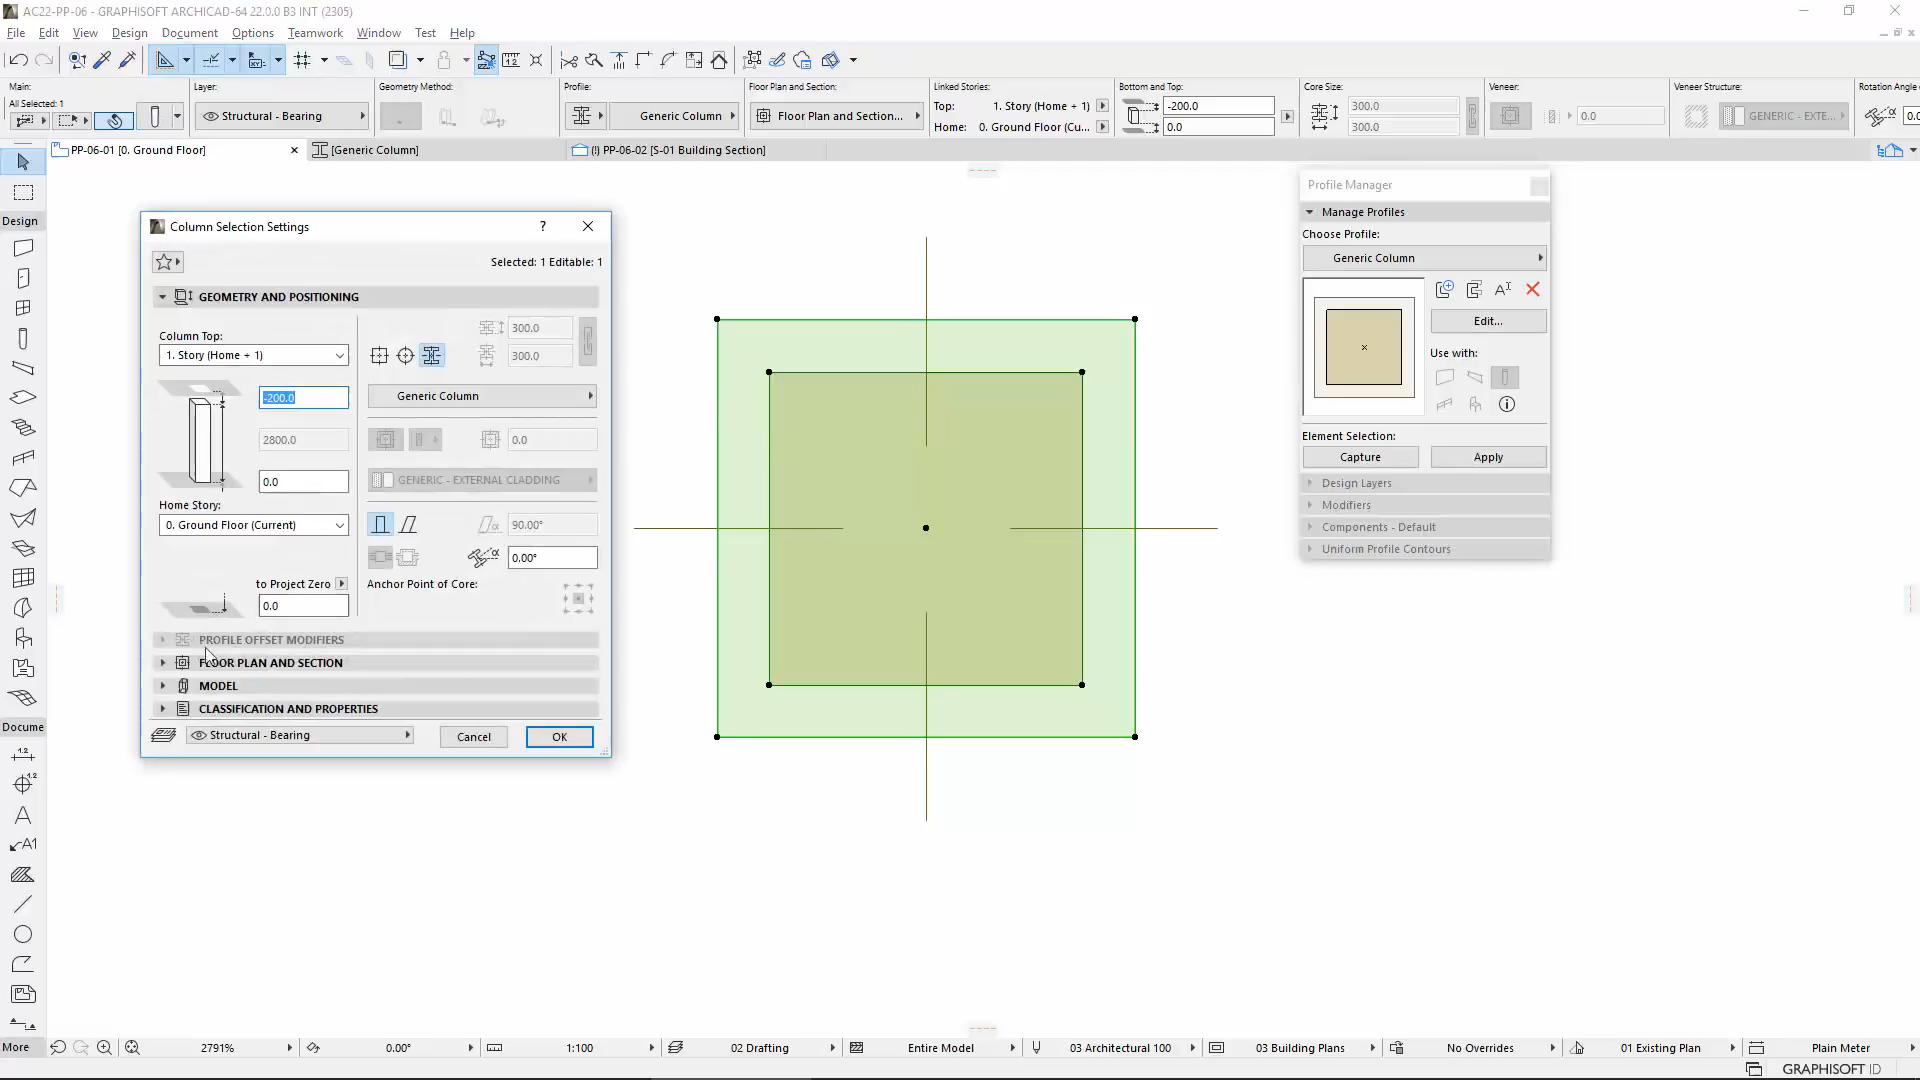 AC22-PP-06 - GRAPHISOFT ARCHICAD-64 22.0.0 B3 INT (2305)
File Edit View Design Document Options Teamwork Window Test Help
Main: Layer: Geometry Method: Profile: Floor Plan and Section: Linked Stories: Bottom and Top: Core Size: Veneer: Veneer Structure: Rotation Angle
All Selected: 1
Structural - Bearing
Generic Column
Floor Plan and Section...
Top: 1. Story (Home + 1)
Home: 0. Ground Floor (Cu...
-200.0
0.0
300.0
300.0
0.0
GENERIC - EXTE...
0.0
PP-06-01 [0. Ground Floor]
[Generic Column]
(!) PP-06-02 [S-01 Building Section]
Design
Docume
1.2
1.2
A
A1
More
Column Selection Settings
?
Selected: 1 Editable: 1
GEOMETRY AND POSITIONING
Column Top:
1. Story (Home + 1)
-200.0
2800.0
0.0
Home Story:
0. Ground Floor (Current)
to Project Zero
0.0
300.0
300.0
Generic Column
0.0
GENERIC - EXTERNAL CLADDING
90.00°
0.00°
Anchor Point of Core:
PROFILE OFFSET MODIFIERS
FLOOR PLAN AND SECTION
MODEL
CLASSIFICATION AND PROPERTIES
Structural - Bearing
Cancel
OK
Profile Manager
Manage Profiles
Choose Profile:
Generic Column
Edit...
Use with:
Element Selection:
Capture
Apply
Design Layers
Modifiers
Components - Default
Uniform Profile Contours
2791%
0.00°
1:100
02 Drafting
Entire Model
03 Architectural 100
03 Building Plans
No Overrides
01 Existing Plan
Plain Meter
GRAPHISOFT ID